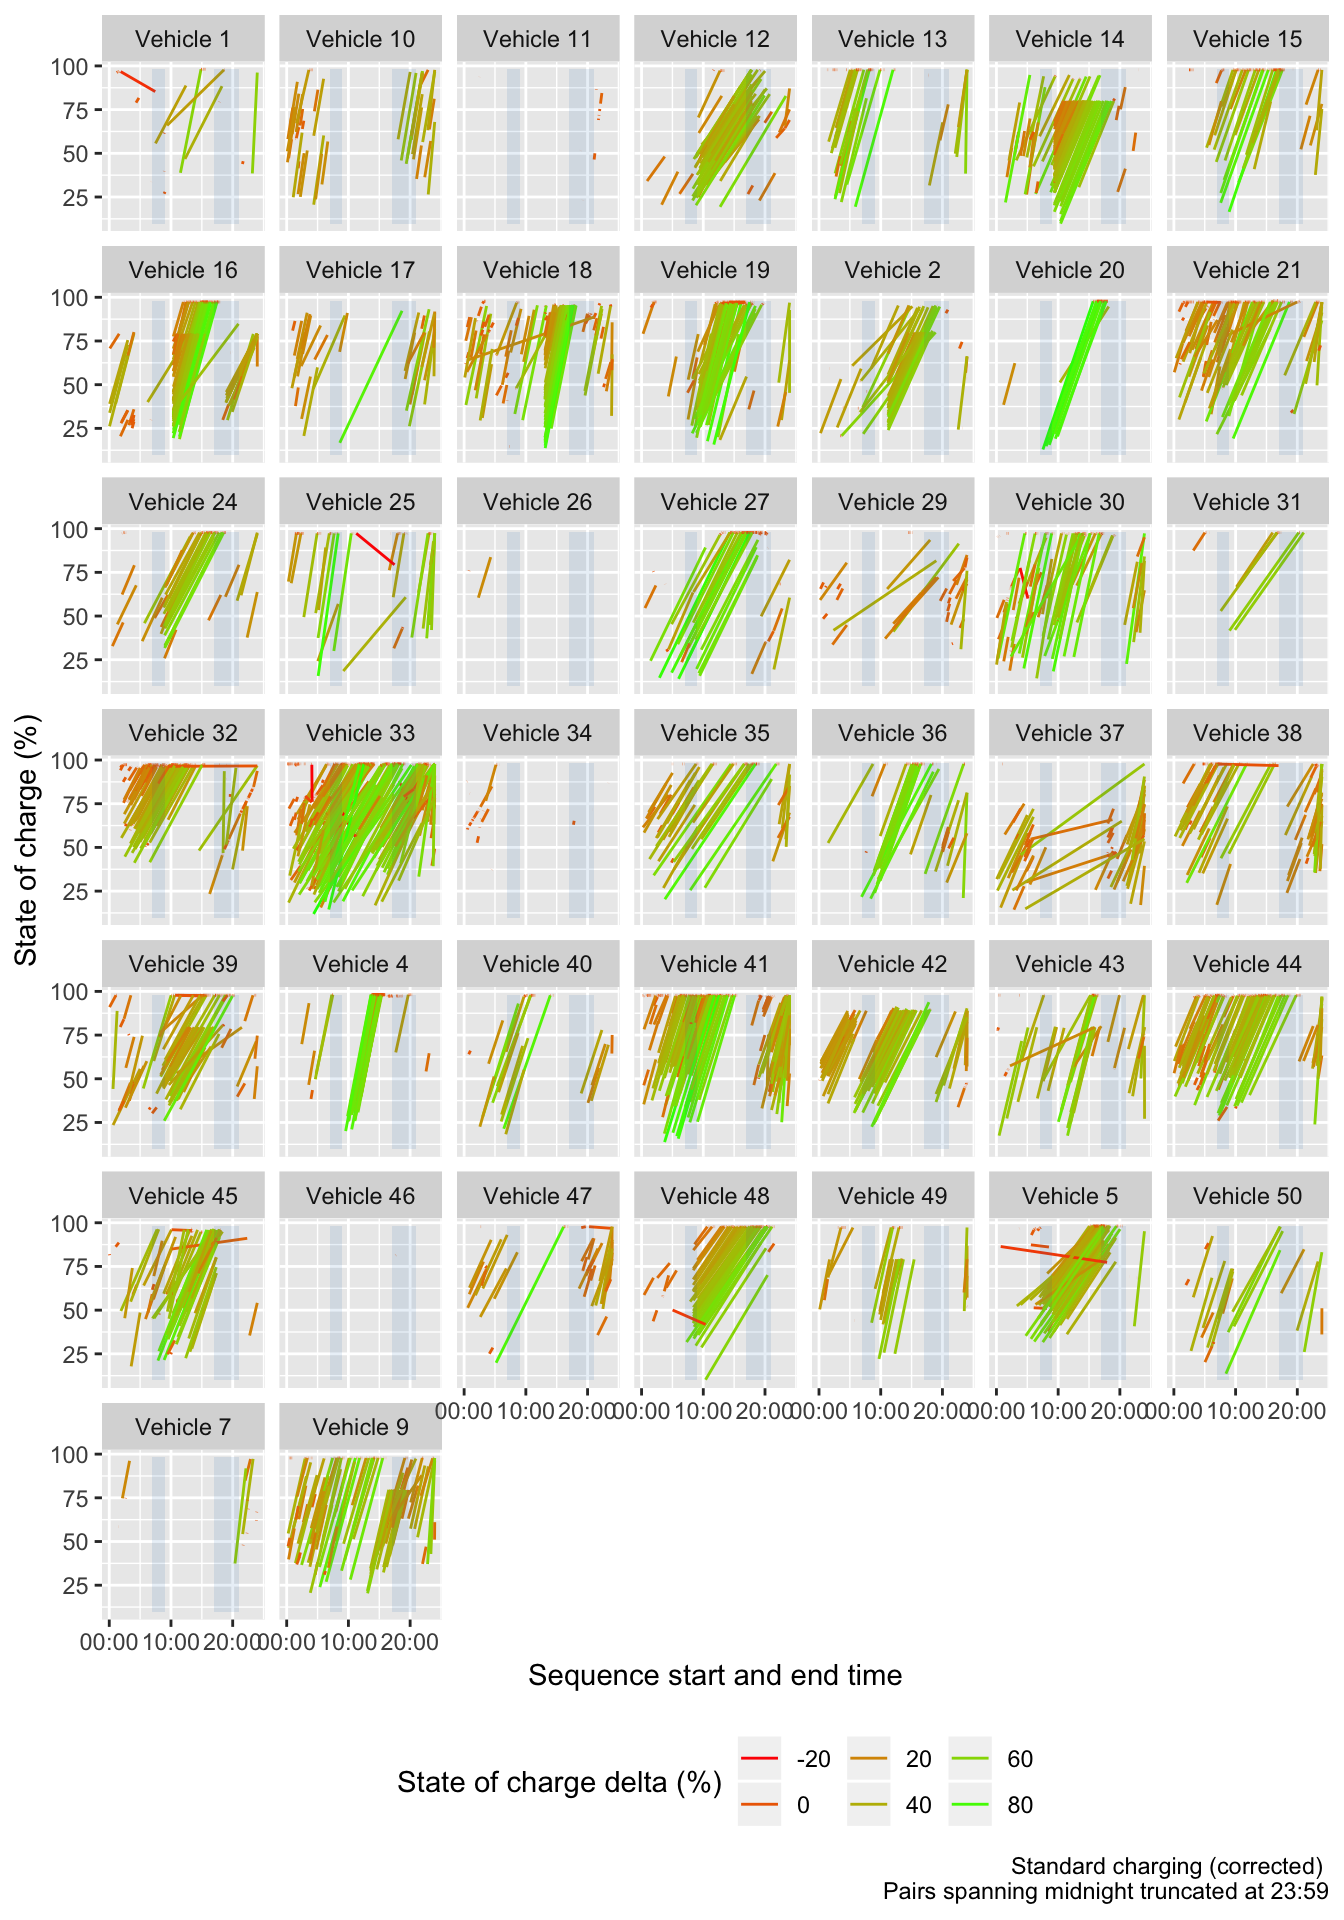 Vehicle 1 Vehicle 10 Vehicle 11 Vehicle 12 Vehicle 13 Vehicle 14 Vehicle 15
100
75
50
25
Vehicle 16 Vehicle 17 Vehicle 18 Vehicle 19 Vehicle 2 Vehicle 20 Vehicle 21
100
75
50
25
Vehicle 24 Vehicle 25 Vehicle 26 Vehicle 27 Vehicle 29 Vehicle 30 Vehicle 31
100
75
50
25
State of charge (%)
Vehicle 32 Vehicle 33 Vehicle 34 Vehicle 35 Vehicle 36 Vehicle 37 Vehicle 38
100
75
50
25
Vehicle 39 Vehicle 4 Vehicle 40 Vehicle 41 Vehicle 42 Vehicle 43 Vehicle 44
100
75
50
25
Vehicle 45 Vehicle 46 Vehicle 47 Vehicle 48 Vehicle 49 Vehicle 5 Vehicle 50
100
75
50
25
00:00 10:00 20:00 00:00 10:00 20:00 00:00 10:00 20:00 00:00 10:00 20:00 00:00 10:00 20:00
Vehicle 7 Vehicle 9
100
75
50
25
00:00 10:00 20:00 00:00 10:00 20:00
Sequence start and end time
State of charge delta (%)
-20 20 60
0 40 80
Standard charging (corrected)
Pairs spanning midnight truncated at 23:59